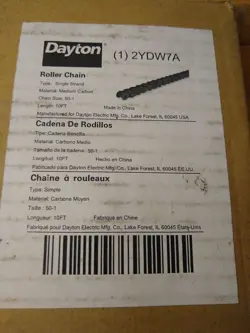 Dayton
(1) 2YDW7A
Roller Chain
Type: Single Strand
Material: Medium Carbon
Chain Size: 50-1
Length: 10FT
Made in China
Manufactured for Dayton Electric Mfg. Co., Lake Forest, IL 60045 USA
Cadena De Rodillos
Tipo: Cadena Sencilla
Material: Carbono Medio
Tamaño de la cadena: 50-1
Longitud: 10FT
Hecho en China
Fabricado para Dayton Electric Mfg. Co., Lake Forest, IL 60045 EE.UU.
Chaîne à rouleaux
Type: Simple
Material: Carbone Moyen
Taille: 50-1
Longueur: 10FT
Fabriqué en Chine
Fabriqué pour Dayton Electric Mfg. Co., Lake Forest, IL 60045 États-Unis